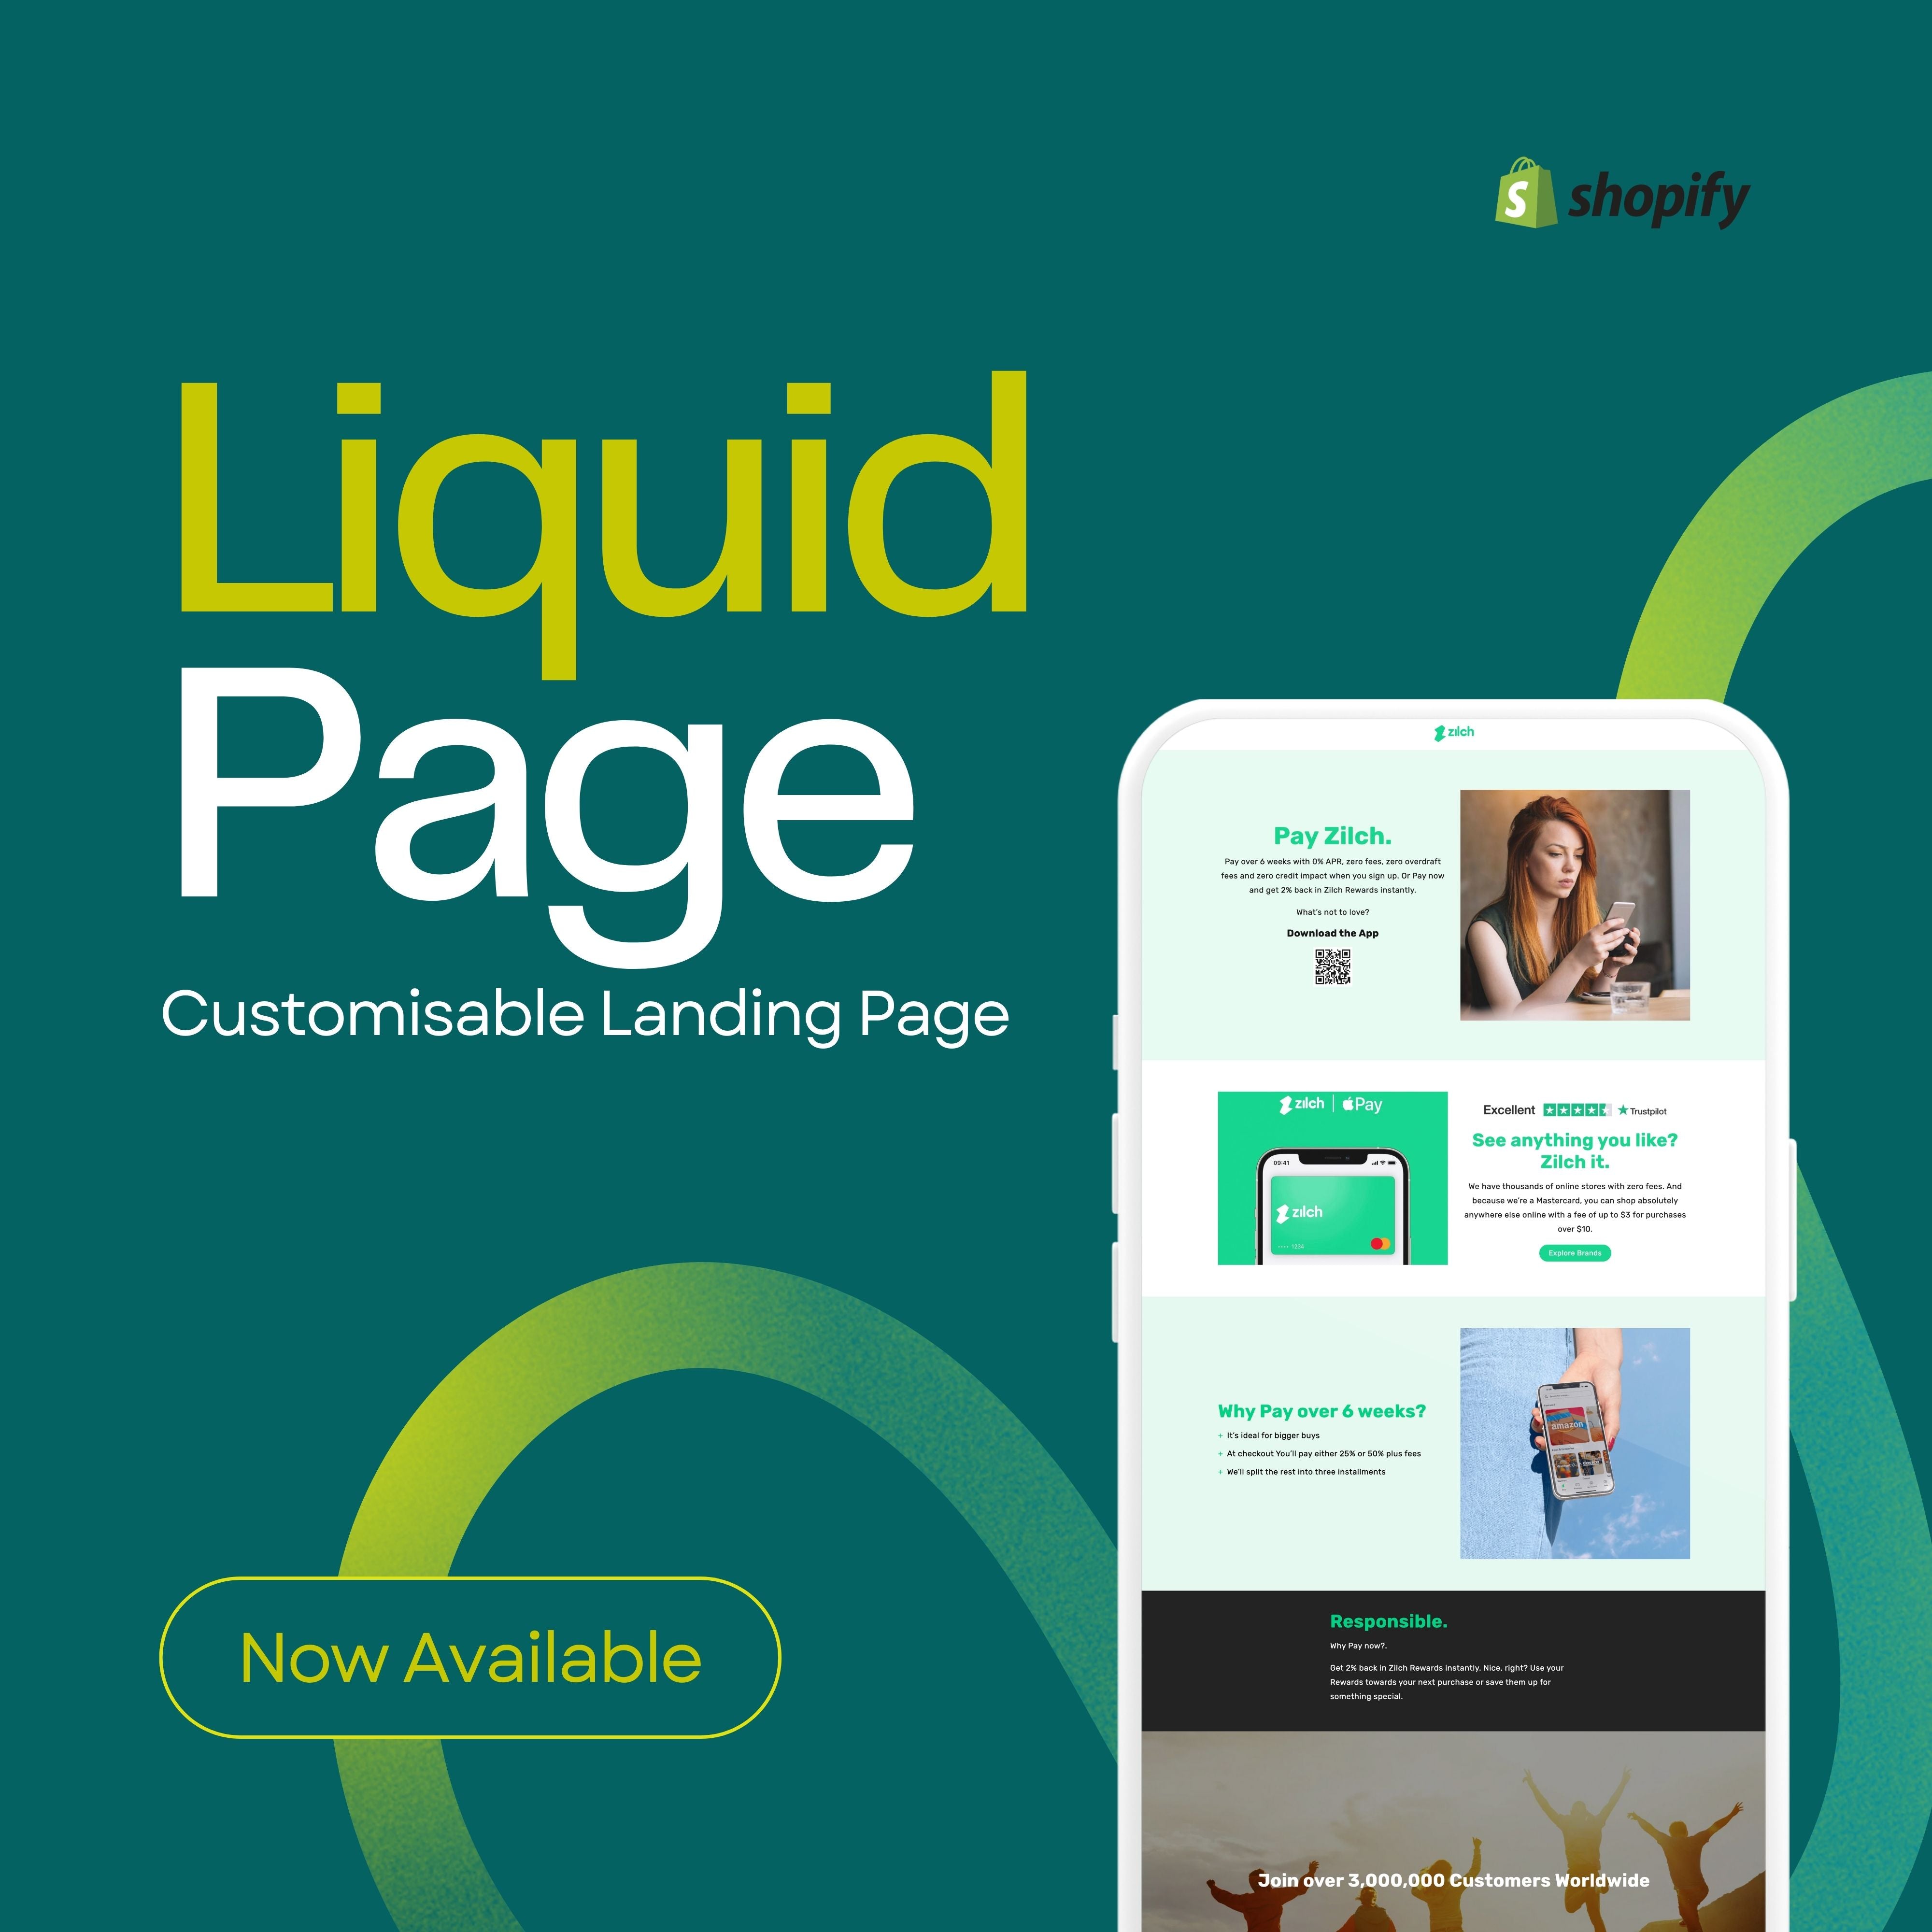 shopify
Liquid
Page
Customisable Landing Page
Now Available
zilch
Pay Zilch.
Pay over 6 weeks with 0% APR, zero fees, zero overdraft
fees and zero credit impact when you sign up. Or Pay now
and get 2% back in Zilch Rewards instantly.
What's not to love?
Download the App
zilch | Pay
09:41
zilch
•••• 1234
Excellent Trustpilot
See anything you like?
Zilch it.
We have thousands of online stores with zero fees. And
because we're a Mastercard, you can shop absolutely
anywhere else online with a fee of up to $3 for purchases
over $10.
Explore Brands
Why Pay over 6 weeks?
+ It's ideal for bigger buys
+ At checkout You'll pay either 25% or 50% plus fees
+ We'll split the rest into three installments
amazon
Responsible.
Why Pay now?.
Get 2% back in Zilch Rewards instantly. Nice, right? Use your
Rewards towards your next purchase or save them up for
something special.
Join over 3,000,000 Customers Worldwide